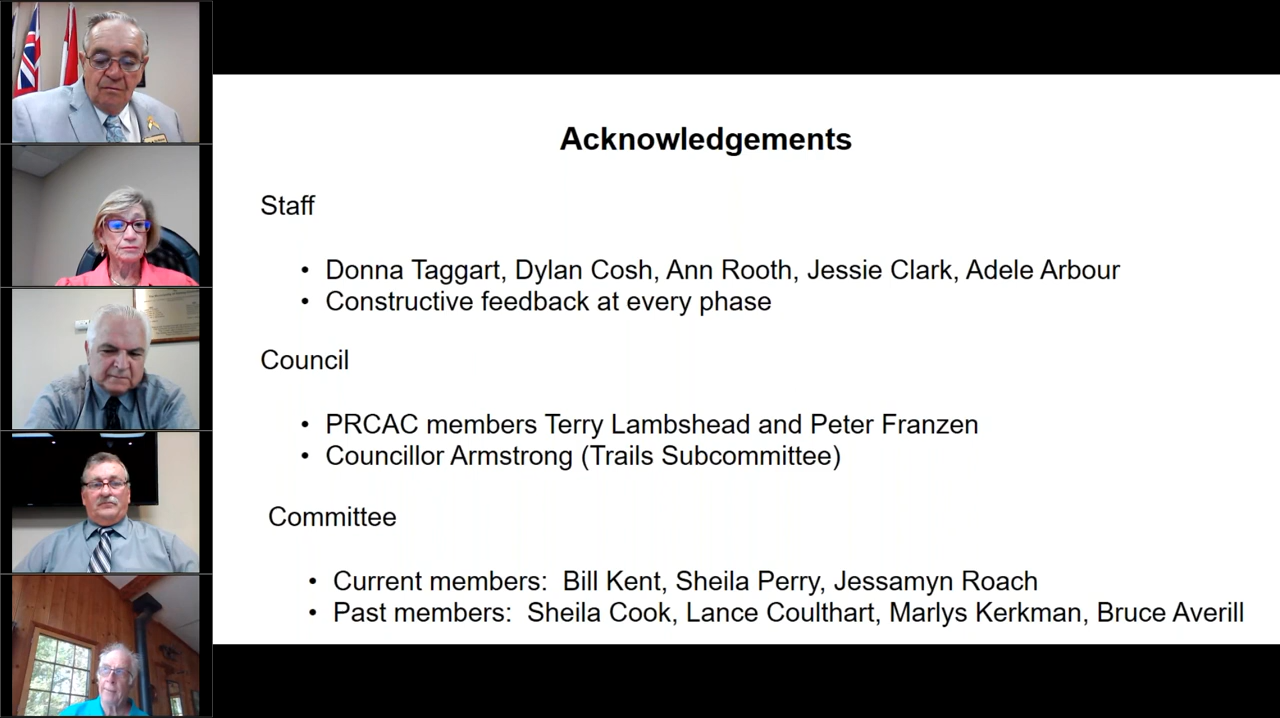 Acknowledgements
Staff
• Donna Taggart, Dylan Cosh, Ann Rooth, Jessie Clark, Adele Arbour
• Constructive feedback at every phase
Council
• PRCAC members Terry Lambshead and Peter Franzen
• Councillor Armstrong (Trails Subcommittee)
Committee
• Current members: Bill Kent, Sheila Perry, Jessamyn Roach
• Past members: Sheila Cook, Lance Coulthart, Marlys Kerkman, Bruce Averill